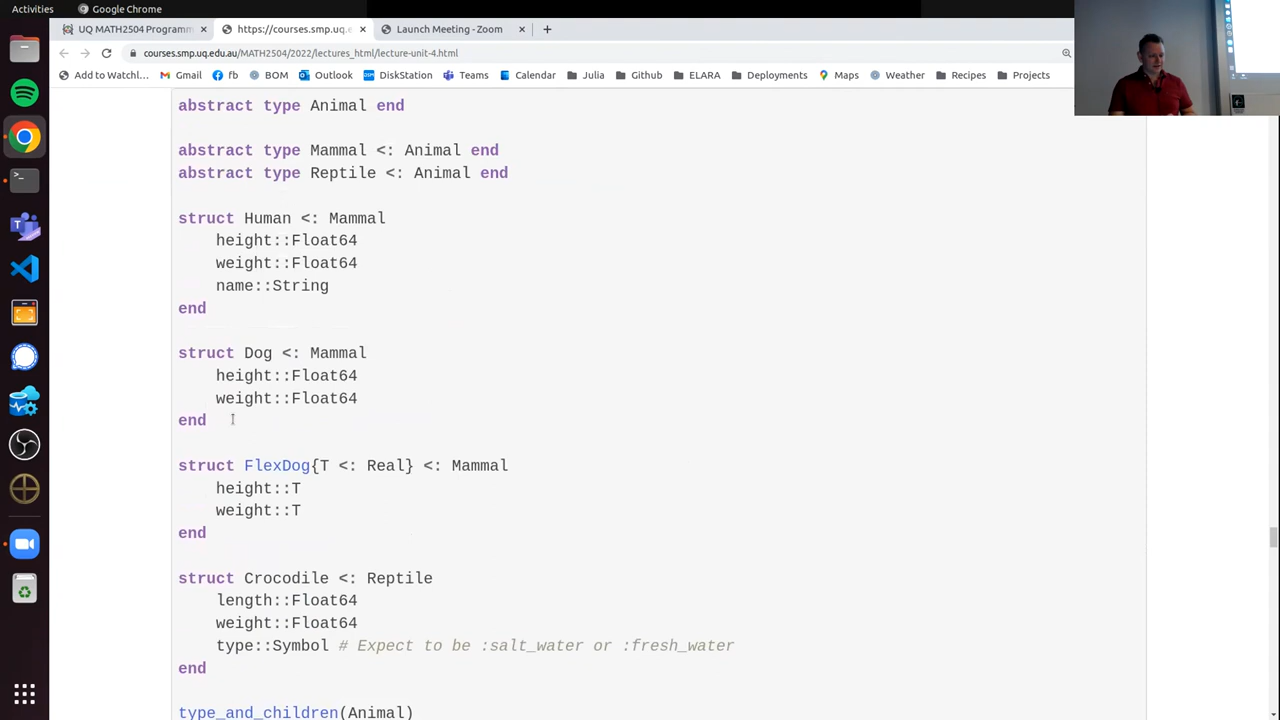 Activities
Google Chrome
UQ MATH2504 Programm
https://courses.smp.uq.e
Launch Meeting - Zoom
courses.smp.uq.edu.au/MATH2504/2022/lectures_html/lecture-unit-4.html
Add to Watchl…
Gmail
fb
BOM
Outlook
DiskStation
Teams
Calendar
Julia
Github
ELARA
Deployments
Maps
Weather
Recipes
Projects
abstract type Animal end
abstract type Mammal <: Animal end
abstract type Reptile <: Animal end
struct Human <: Mammal
height::Float64
weight::Float64
name::String
end
struct Dog <: Mammal
height::Float64
weight::Float64
end
struct FlexDog{T <: Real} <: Mammal
height::T
weight::T
end
struct Crocodile <: Reptile
length::Float64
weight::Float64
type::Symbol # Expect to be :salt_water or :fresh_water
end
type_and_children(Animal)